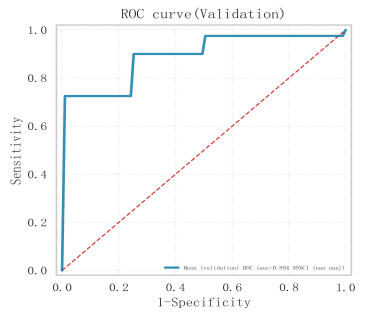 ROC curve(Validation)
Sensitivity
1.0
0.8
0.6
0.4
0.2
0.0
Mean (validation) ROC (auc=0.894 95%CI (nan-nan))
0.0 0.2 0.4 0.6 0.8 1.0
1-Specificity